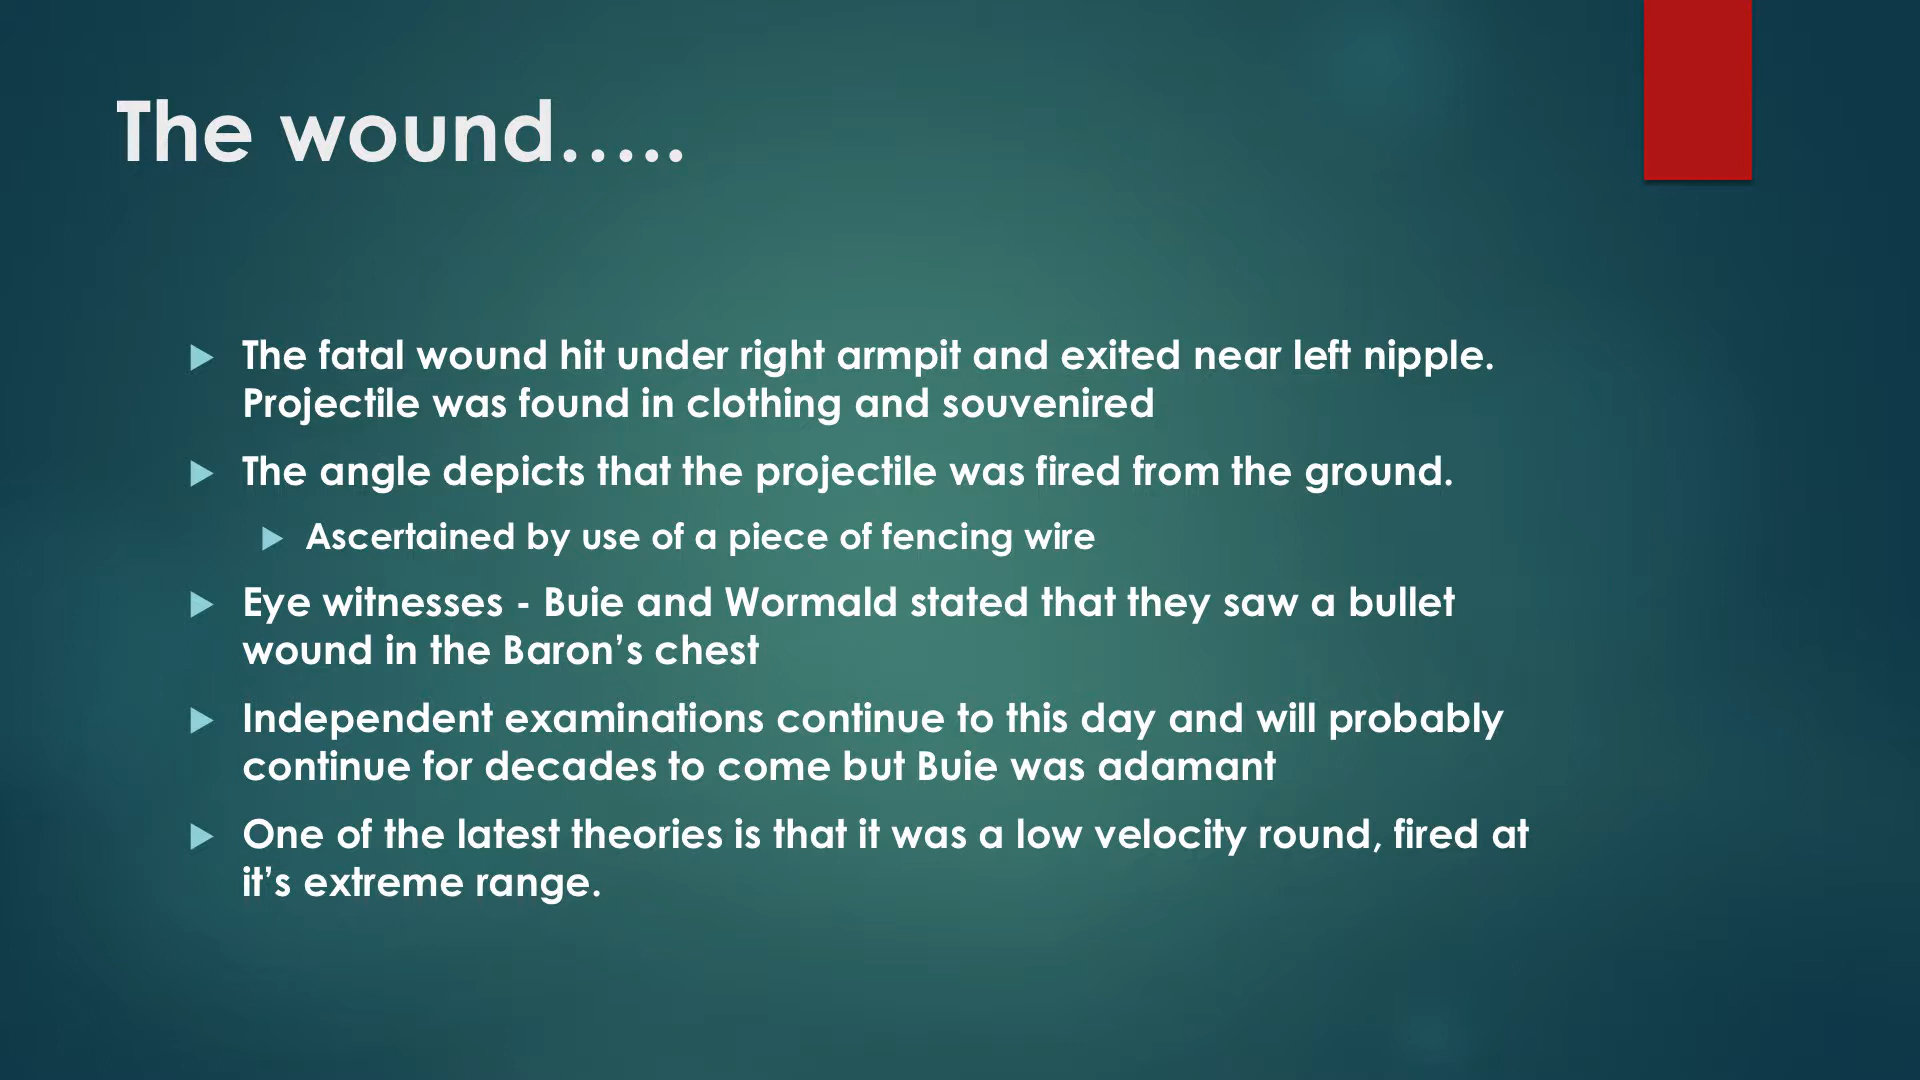 The wound…..
The fatal wound hit under right armpit and exited near left nipple.
Projectile was found in clothing and souvenired
The angle depicts that the projectile was fired from the ground.
Ascertained by use of a piece of fencing wire
Eye witnesses - Buie and Wormald stated that they saw a bullet
wound in the Baron’s chest
Independent examinations continue to this day and will probably
continue for decades to come but Buie was adamant
One of the latest theories is that it was a low velocity round, fired at
it’s extreme range.